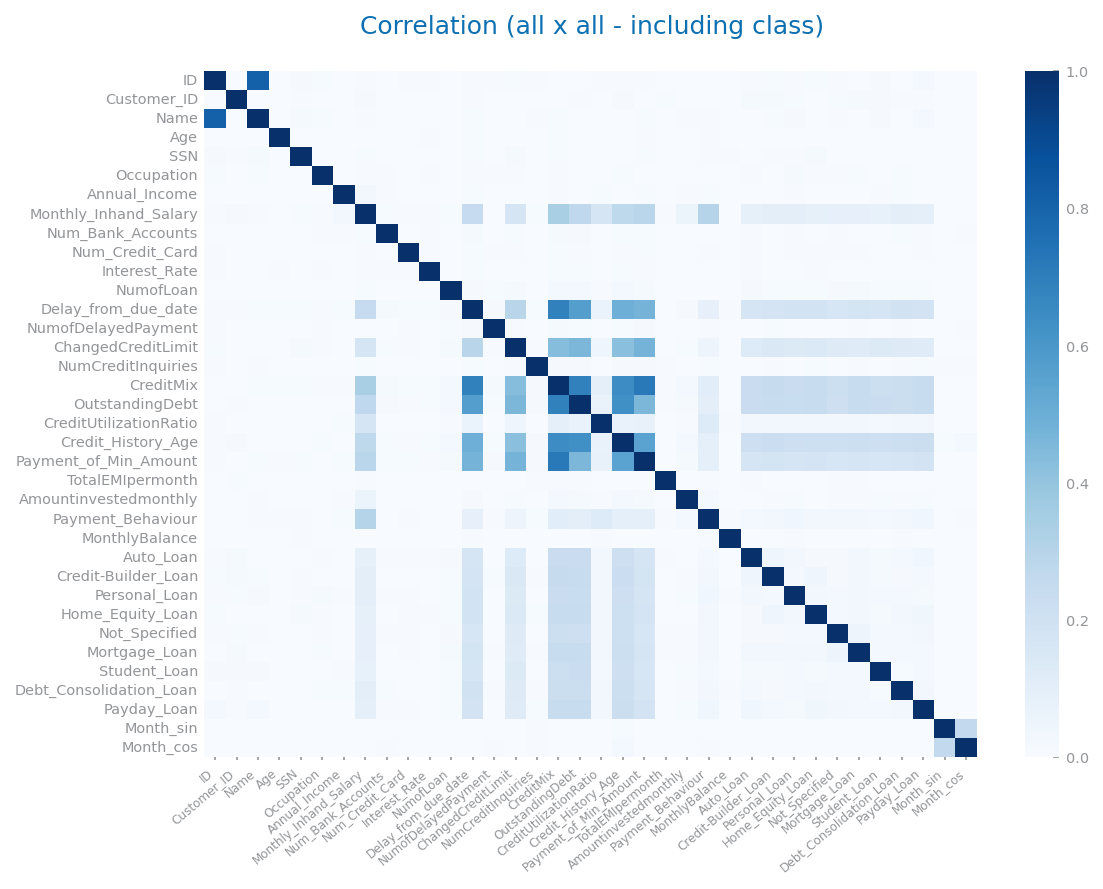 Correlation (all x all - including class)
ID
Customer_ID
Name
Age
SSN
Occupation
Annual_Income
Monthly_Inhand_Salary
Num_Bank_Accounts
Num_Credit_Card
Interest_Rate
NumofLoan
Delay_from_due_date
NumofDelayedPayment
ChangedCreditLimit
NumCreditInquiries
CreditMix
OutstandingDebt
CreditUtilizationRatio
Credit_History_Age
Payment_of_Min_Amount
TotalEMIpermonth
Amountinvestedmonthly
Payment_Behaviour
MonthlyBalance
Auto_Loan
Credit-Builder_Loan
Personal_Loan
Home_Equity_Loan
Not_Specified
Mortgage_Loan
Student_Loan
Debt_Consolidation_Loan
Payday_Loan
Month_sin
Month_cos
ID
Customer_ID
Name
Age
SSN
Occupation
Annual_Income
Monthly_Inhand_Salary
Num_Bank_Accounts
Num_Credit_Card
Interest_Rate
NumofLoan
Delay_from_due_date
NumofDelayedPayment
ChangedCreditLimit
NumCreditInquiries
CreditMix
OutstandingDebt
CreditUtilizationRatio
Credit_History_Age
Payment_of_Min_Amount
TotalEMIpermonth
Amountinvestedmonthly
Payment_Behaviour
MonthlyBalance
Auto_Loan
Credit-Builder_Loan
Personal_Loan
Home_Equity_Loan
Not_Specified
Mortgage_Loan
Student_Loan
Debt_Consolidation_Loan
Payday_Loan
Month_sin
Month_cos
1.0
0.8
0.6
0.4
0.2
0.0